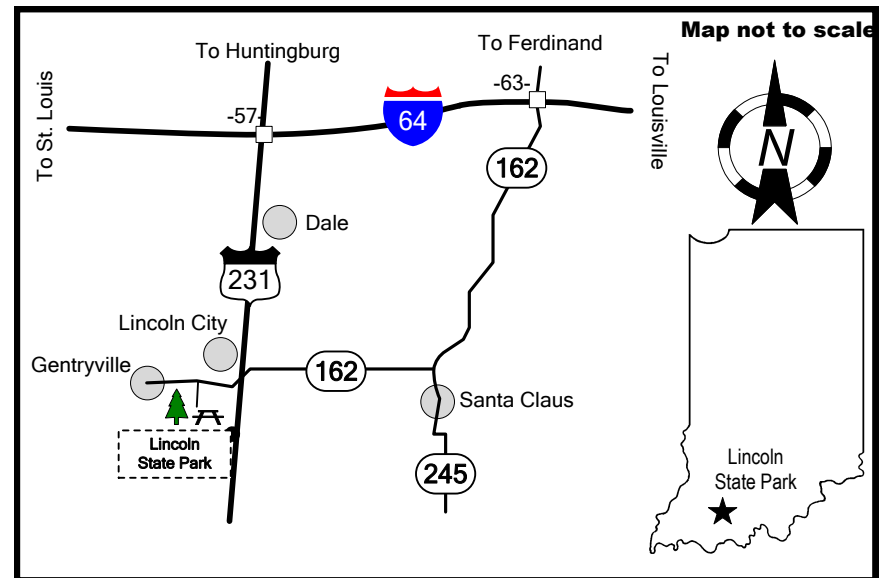 Map not to scale
To Huntingburg
To Ferdinand
To St. Louis
-57-
64
-63-
To Louisville
N
162
Dale
231
Lincoln City
Gentryville
162
Santa Claus
Lincoln
State Park
245
Lincoln
State Park